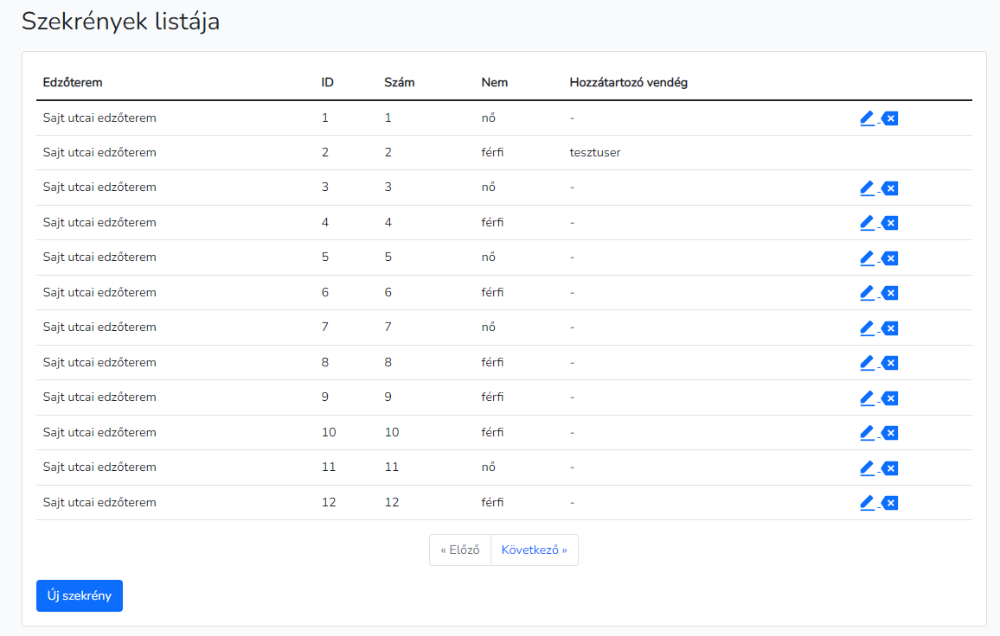 Szekrények listája
Edzőterem ID Szám Nem Hozzátartozó vendég
Sajt utcai edzőterem 1 1 nő -
Sajt utcai edzőterem 2 2 férfi tesztuser
Sajt utcai edzőterem 3 3 nő -
Sajt utcai edzőterem 4 4 férfi -
Sajt utcai edzőterem 5 5 nő -
Sajt utcai edzőterem 6 6 férfi -
Sajt utcai edzőterem 7 7 nő -
Sajt utcai edzőterem 8 8 férfi -
Sajt utcai edzőterem 9 9 férfi -
Sajt utcai edzőterem 10 10 férfi -
Sajt utcai edzőterem 11 11 nő -
Sajt utcai edzőterem 12 12 férfi -
« Előző Következő »
Új szekrény